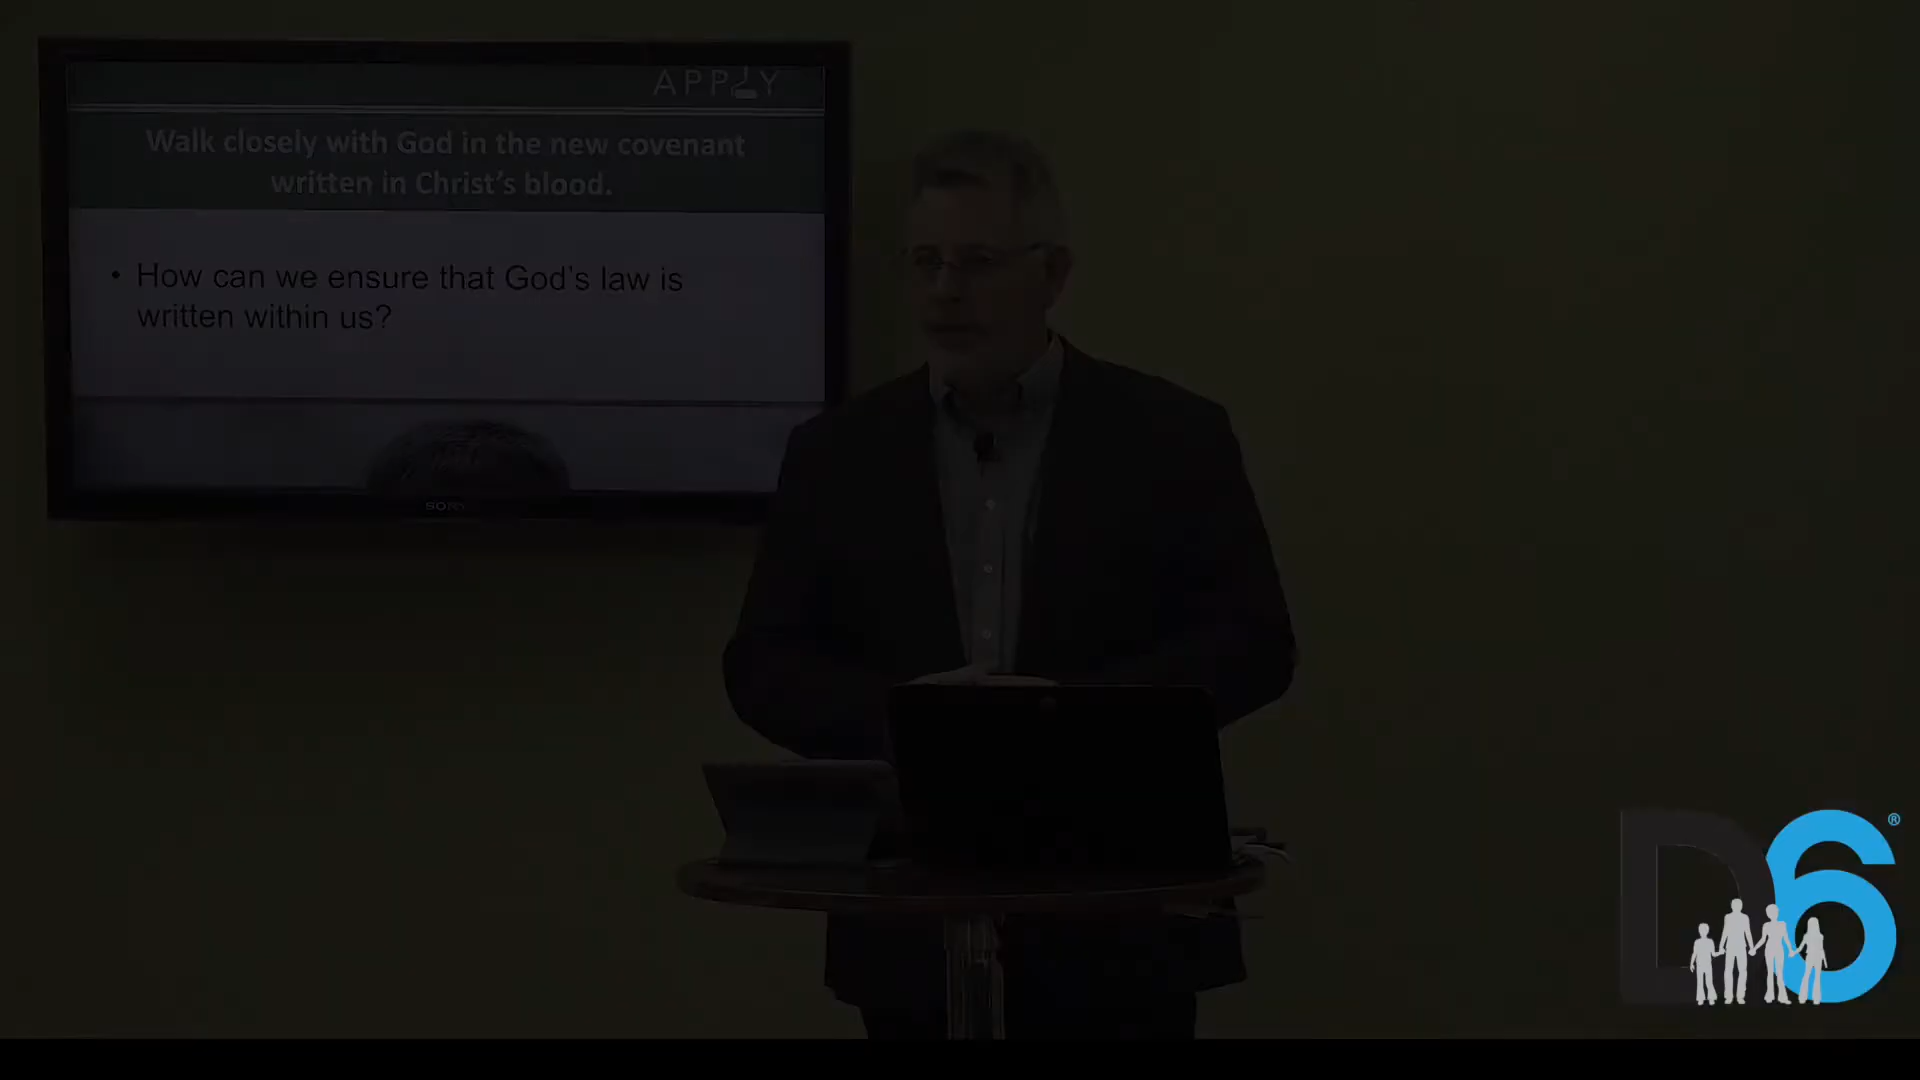 APPLY
Walk closely with God in the new covenant
written in Christ's blood.
• How can we ensure that God's law is
written within us?
SONY
D6®